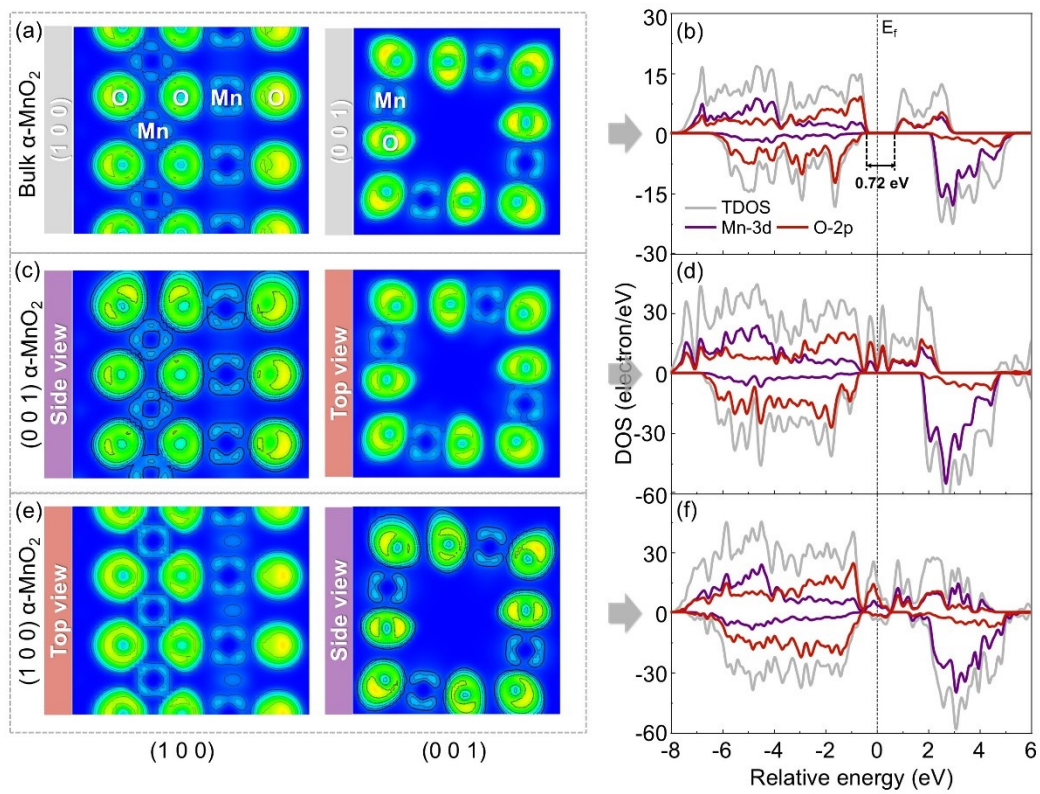 (a)
Bulk α-MnO₂
(1 0 0)
O
O
Mn
O
Mn
(0 0 1)
Mn
O
(c)
(0 0 1) α-MnO₂
Side view
Top view
(e)
(1 0 0) α-MnO₂
Top view
Side view
(1 0 0)
(0 0 1)
(b)
E_f
30
15
0
-15
-30
0.72 eV
TDOS
Mn-3d
O-2p
(d)
60
30
0
-30
-60
DOS (electron/eV)
(f)
30
0
-30
-60
-8
-6
-4
-2
0
2
4
6
Relative energy (eV)